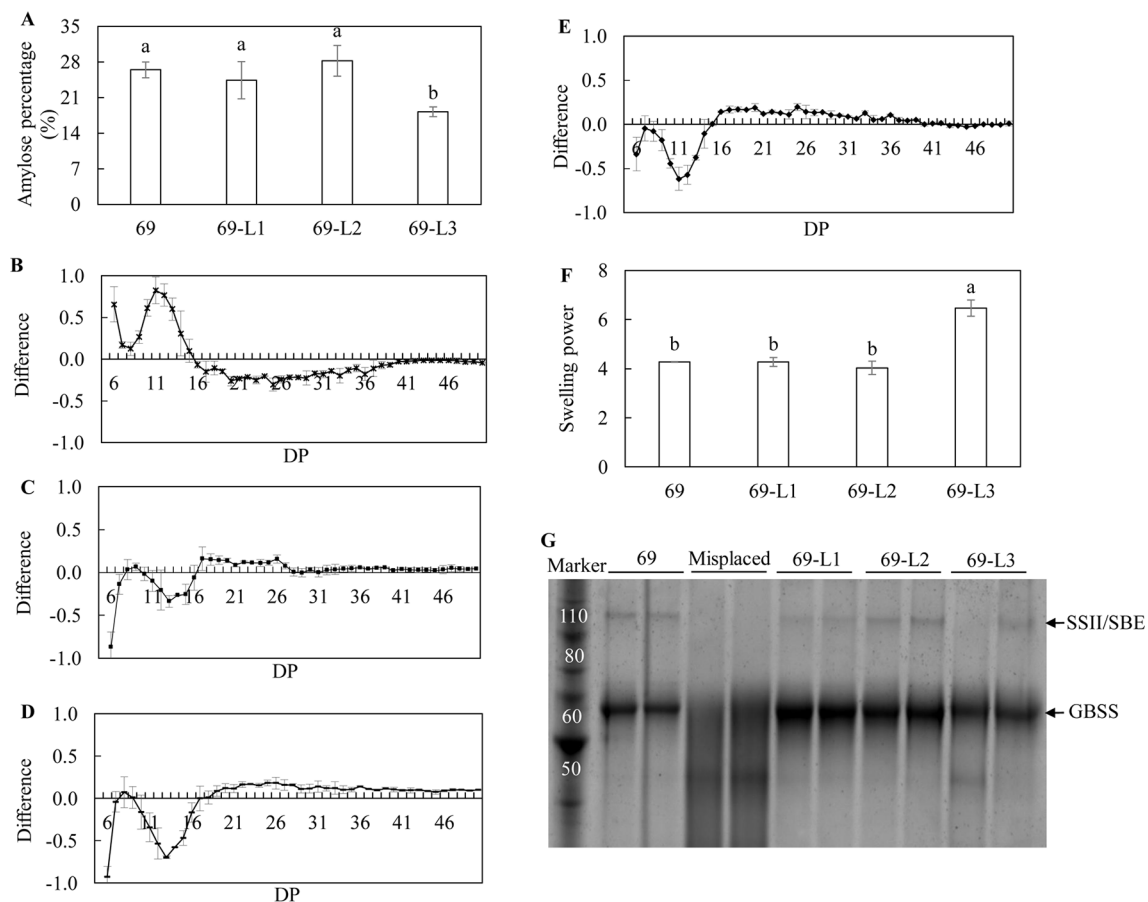 A
Amylose percentage
(%)
35
28
21
14
7
0
a
a
a
b
69
69-L1
69-L2
69-L3
B
Difference
1.0
0.5
0.0
-0.5
-1.0
6
11
16
21
26
31
36
41
46
DP
C
Difference
1.0
0.5
0.0
-0.5
-1.0
6
11
16
21
26
31
36
41
46
D
Difference
1.0
0.5
0.0
-0.5
-1.0
6
11
16
21
26
31
36
41
46
DP
E
Difference
1.0
0.5
0.0
-0.5
-1.0
6
11
16
21
26
31
36
41
46
DP
F
Swelling power
8
6
4
2
0
b
b
b
a
69
69-L1
69-L2
69-L3
G
Marker
69
Misplaced
69-L1
69-L2
69-L3
110
80
60
50
SSII/SBE
GBSS